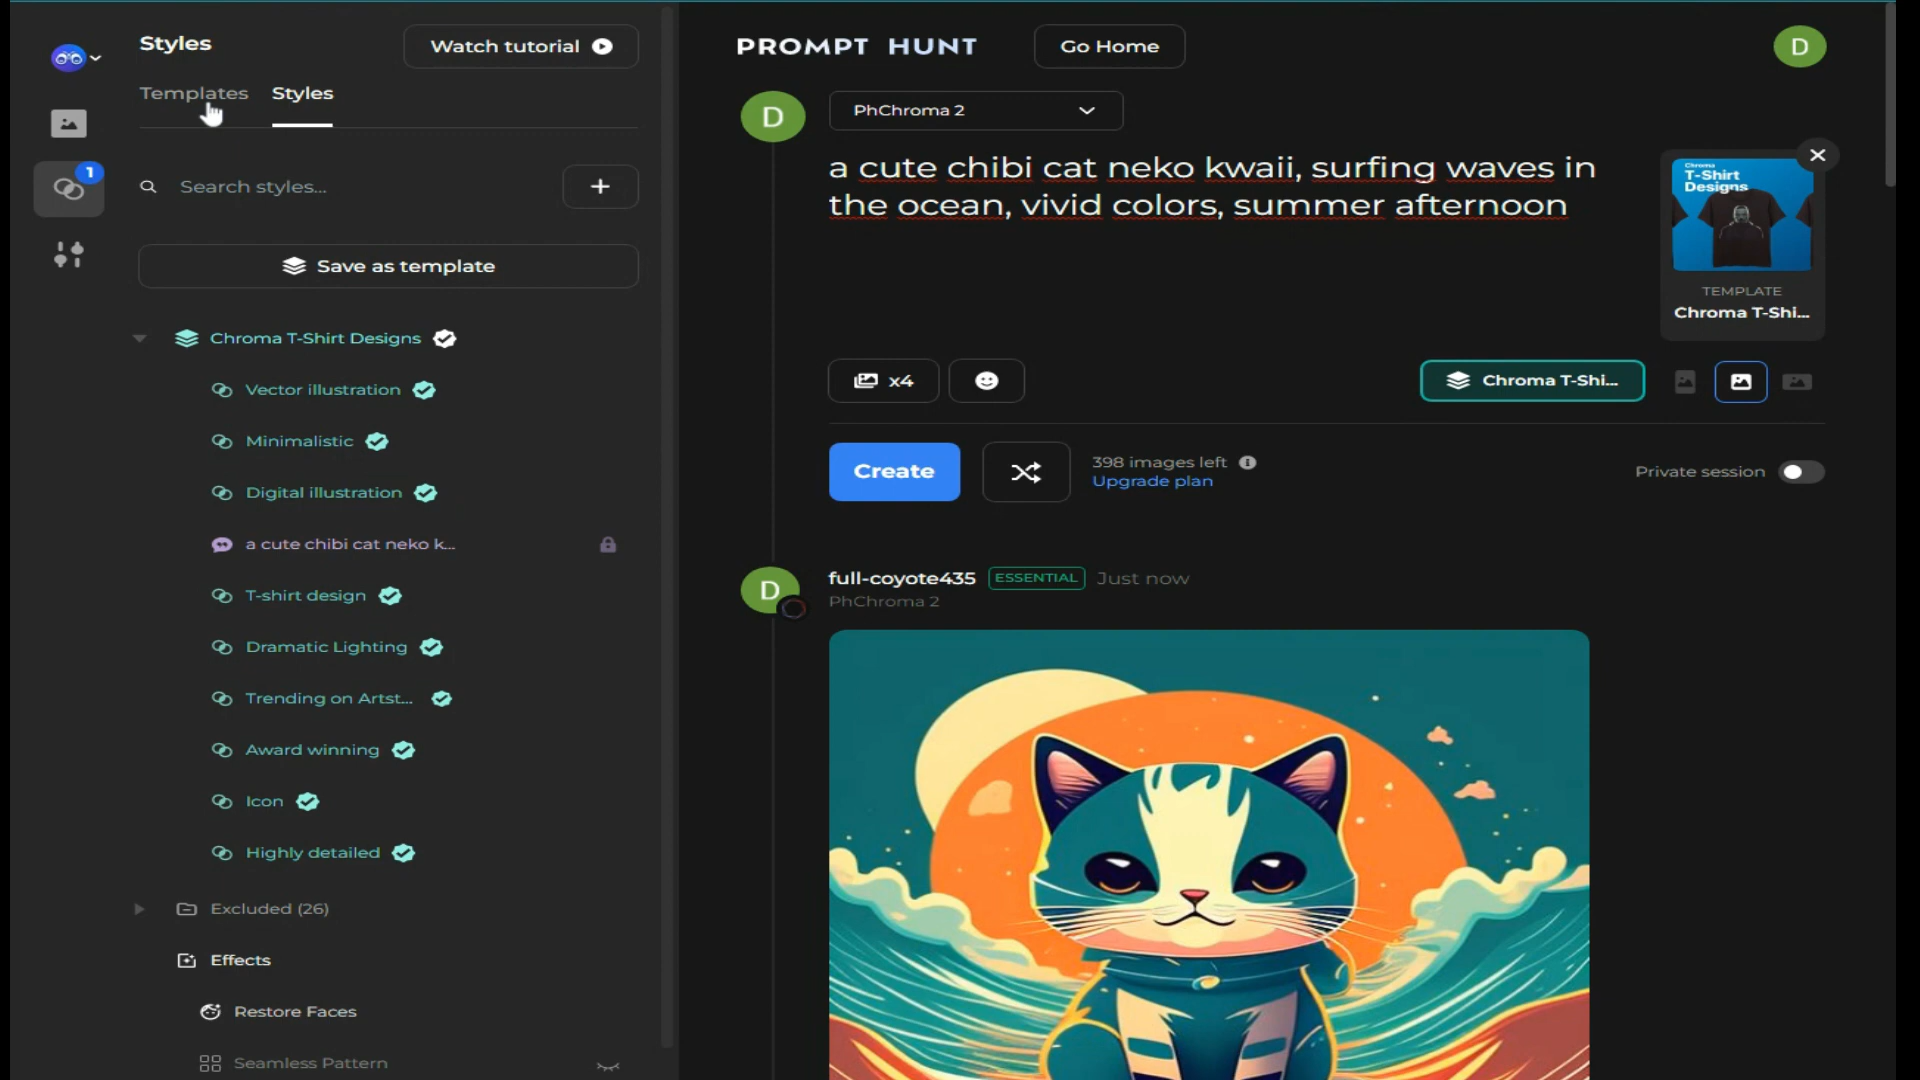 Styles
Watch tutorial
Templates
Styles
1
Search styles...
Save as template
Chroma T-Shirt Designs
Vector illustration
Minimalistic
Digital illustration
a cute chibi cat neko k...
T-shirt design
Dramatic Lighting
Trending on Artst...
Award winning
Icon
Highly detailed
Excluded (26)
Effects
Restore Faces
Seamless Pattern
PROMPT HUNT
Go Home
D
D
PhChroma 2
a cute chibi cat neko kwaii, surfing waves in
the ocean, vivid colors, summer afternoon
Chroma
T-Shirt
Designs
TEMPLATE
Chroma T-Shi...
x4
Chroma T-Shi...
Create
398 images left
Upgrade plan
Private session
D
full-coyote435
ESSENTIAL
Just now
PhChroma 2